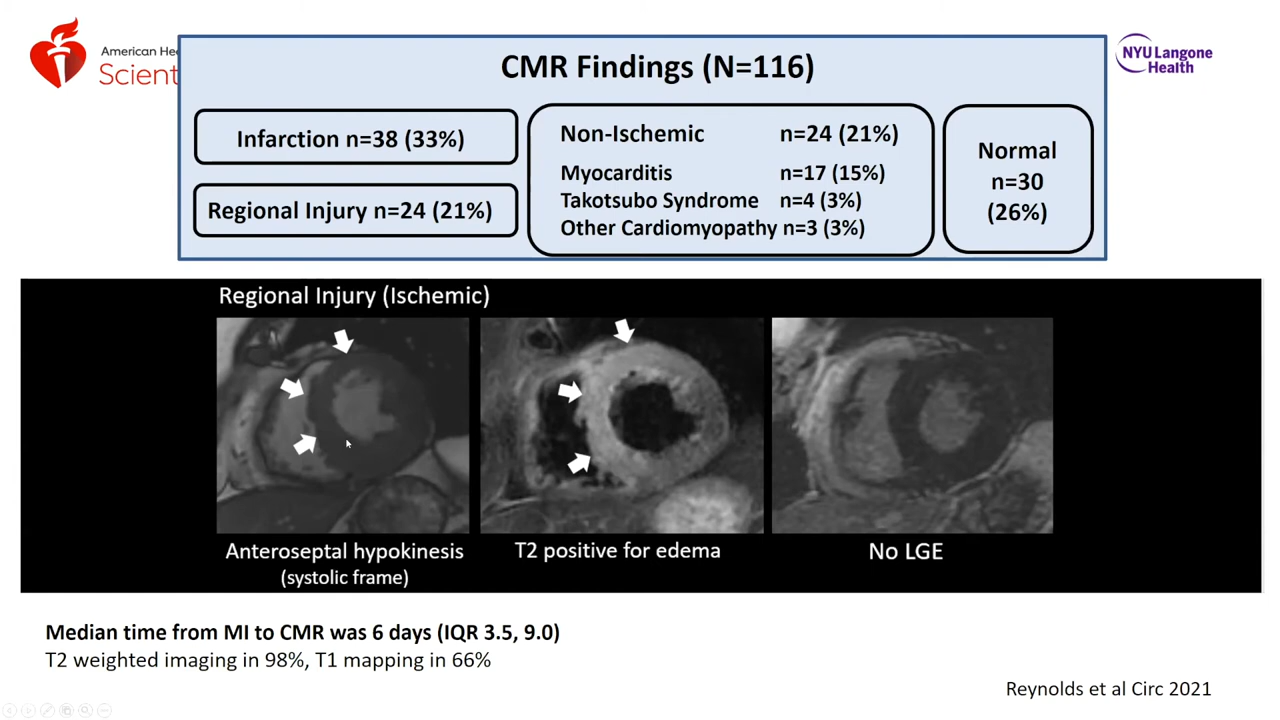 American He
Scient
CMR Findings (N=116)
NYU Langone
Health
Infarction n=38 (33%)
Regional Injury n=24 (21%)
Non-Ischemic n=24 (21%)
Myocarditis n=17 (15%)
Takotsubo Syndrome n=4 (3%)
Other Cardiomyopathy n=3 (3%)
Normal
n=30
(26%)
Regional Injury (Ischemic)
Anteroseptal hypokinesis
(systolic frame)
T2 positive for edema
No LGE
Median time from MI to CMR was 6 days (IQR 3.5, 9.0)
T2 weighted imaging in 98%, T1 mapping in 66%
Reynolds et al Circ 2021